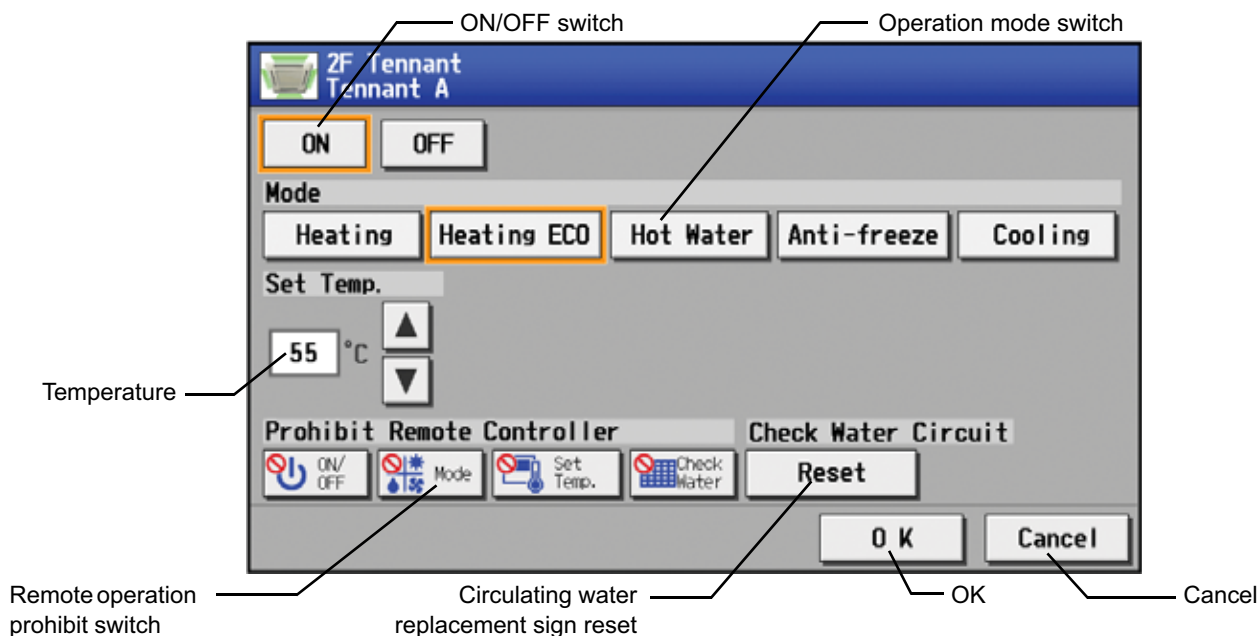 ON/OFF switch
Operation mode switch
2F Tennant
Tennant A
ON
OFF
Mode
Heating
Heating ECO
Hot Water
Anti-freeze
Cooling
Set Temp.
55 °C
Temperature
Prohibit Remote Controller
Check Water Circuit
ON/
OFF
Mode
Set
Temp.
Check
Water
Reset
OK
Cancel
Remote operation
prohibit switch
Circulating water
replacement sign reset
OK
Cancel